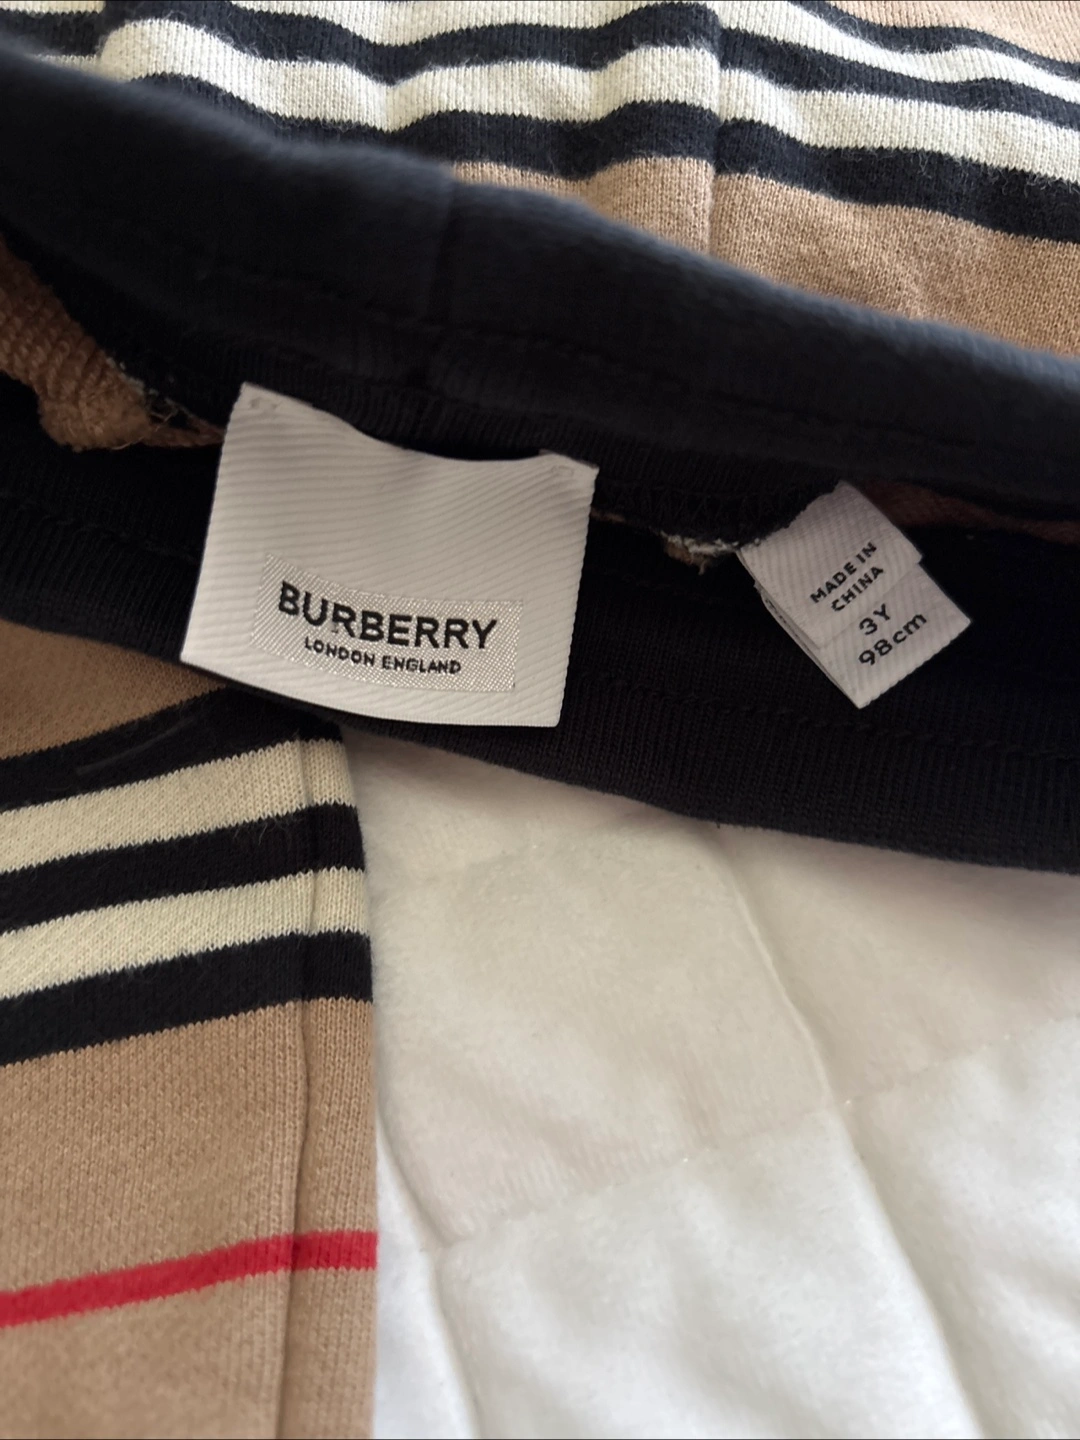 BURBERRY
LONDON ENGLAND
MADE IN
CHINA
3Y
98cm